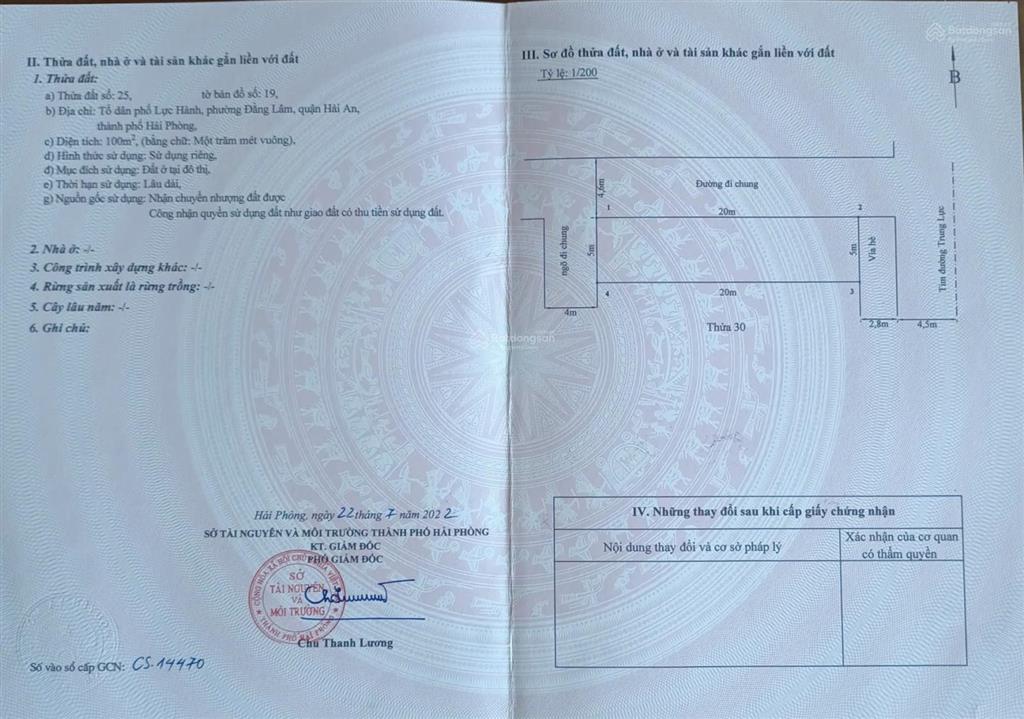 II. Thửa đất, nhà ở và tài sản khác gắn liền với đất
1. Thửa đất:
a) Thửa đất số: 25, tờ bản đồ số: 19,
b) Địa chỉ: Tổ dân phố Lực Hành, phường Đằng Lâm, quận Hải An,
thành phố Hải Phòng,
c) Diện tích: 100m², (bằng chữ: Một trăm mét vuông),
d) Hình thức sử dụng: Sử dụng riêng,
đ) Mục đích sử dụng: Đất ở tại đô thị,
e) Thời hạn sử dụng: Lâu dài,
g) Nguồn gốc sử dụng: Nhận chuyển nhượng đất được
Công nhận quyền sử dụng đất như giao đất có thu tiền sử dụng đất.
2. Nhà ở: -/-
3. Công trình xây dựng khác: -/-
4. Rừng sản xuất là rừng trồng: -/-
5. Cây lâu năm: -/-
6. Ghi chú:
Hải Phòng, ngày 22 tháng 7 năm 2022
SỞ TÀI NGUYÊN VÀ MÔI TRƯỜNG THÀNH PHỐ HẢI PHÒNG
KT. GIÁM ĐỐC
PHÓ GIÁM ĐỐC
SỞ
TÀI NGUYÊN
VÀ
MÔI TRƯỜNG
THÀNH PHỐ HẢI PHÒNG
Chu Thanh Lương
Số vào sổ cấp GCN: CS.14470
III. Sơ đồ thửa đất, nhà ở và tài sản khác gắn liền với đất
Tỷ lệ: 1/200
B
Đường đi chung
4,6m
1
20m
2
ngõ đi chung
5m
5m
Vỉa hè
Tim đường Trung Lực
4
20m
3
4m
2,8m
4,5m
Thửa 30
IV. Những thay đổi sau khi cấp giấy chứng nhận
Nội dung thay đổi và cơ sở pháp lý
Xác nhận của cơ quan
có thẩm quyền
Batdongsan
Batdongsan